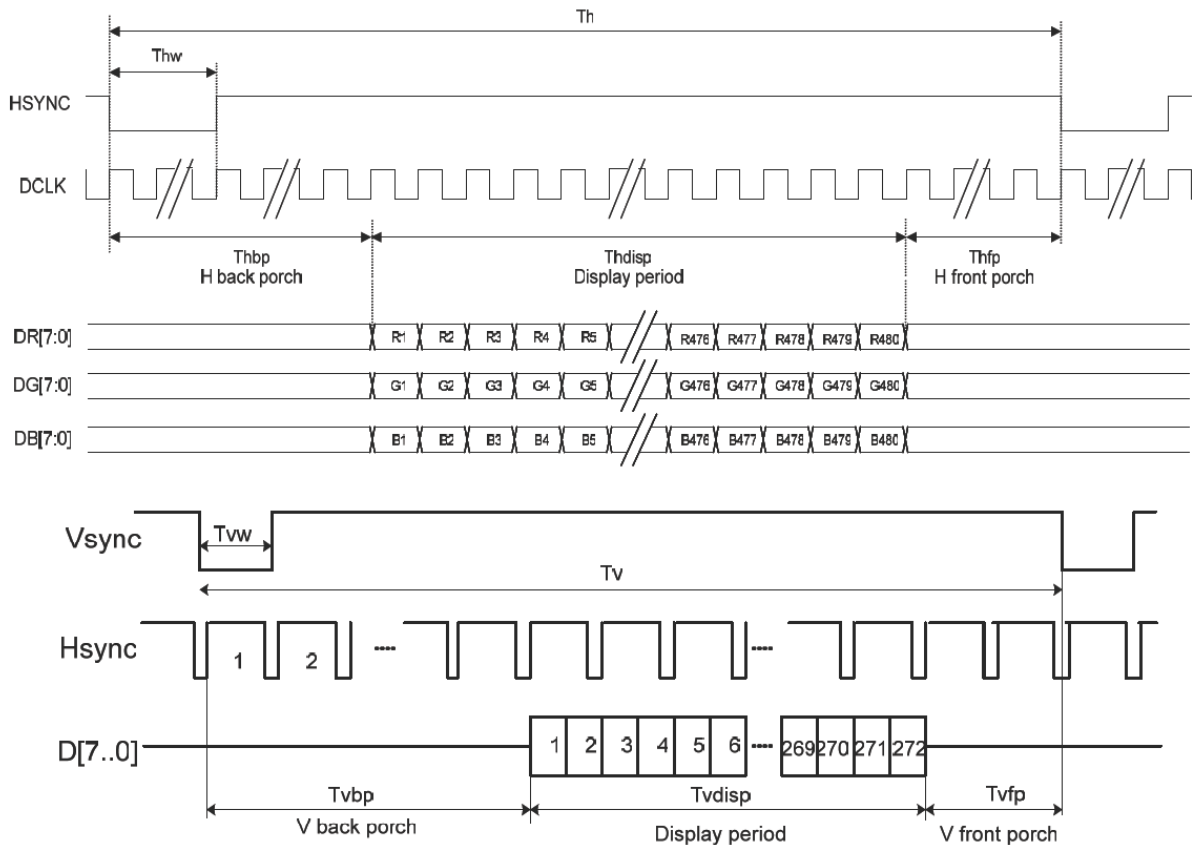 Th
Thw
HSYNC
DCLK
Thbp
H back porch
Thdisp
Display period
Thfp
H front porch
DR[7:0] R1 R2 R3 R4 R5 R476 R477 R478 R479 R480
DG[7:0] G1 G2 G3 G4 G5 G476 G477 G478 G479 G480
DB[7:0] B1 B2 B3 B4 B5 B476 B477 B478 B479 B480
Vsync
Tvw
Tv
Hsync 1 2 ---- ----
D[7..0] 1 2 3 4 5 6 ---- 269 270 271 272
Tvbp
V back porch
Tvdisp
Display period
Tvfp
V front porch